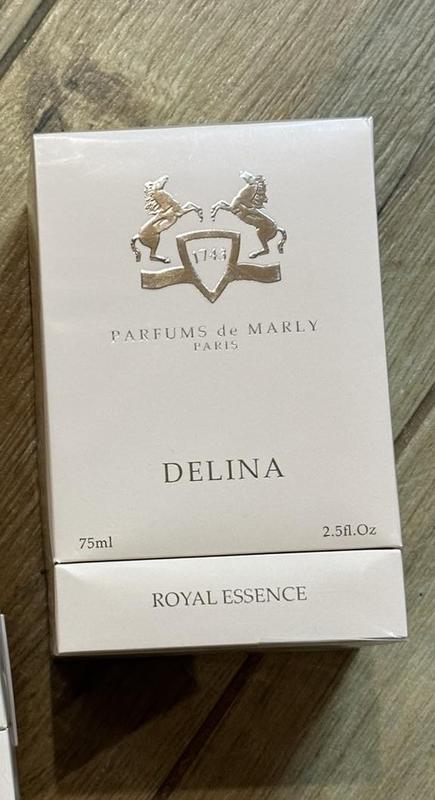 1743
PARFUMS de MARLY
PARIS
DELINA
75ml
2.5fl.Oz
ROYAL ESSENCE